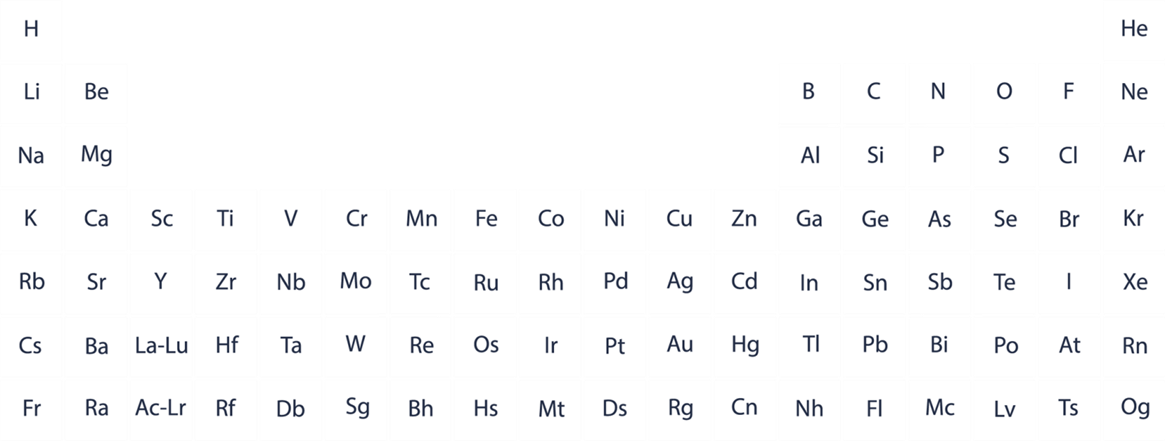 H He
Li Be B C N O F Ne
Na Mg Al Si P S Cl Ar
K Ca Sc Ti V Cr Mn Fe Co Ni Cu Zn Ga Ge As Se Br Kr
Rb Sr Y Zr Nb Mo Tc Ru Rh Pd Ag Cd In Sn Sb Te I Xe
Cs Ba La-Lu Hf Ta W Re Os Ir Pt Au Hg Tl Pb Bi Po At Rn
Fr Ra Ac-Lr Rf Db Sg Bh Hs Mt Ds Rg Cn Nh Fl Mc Lv Ts Og